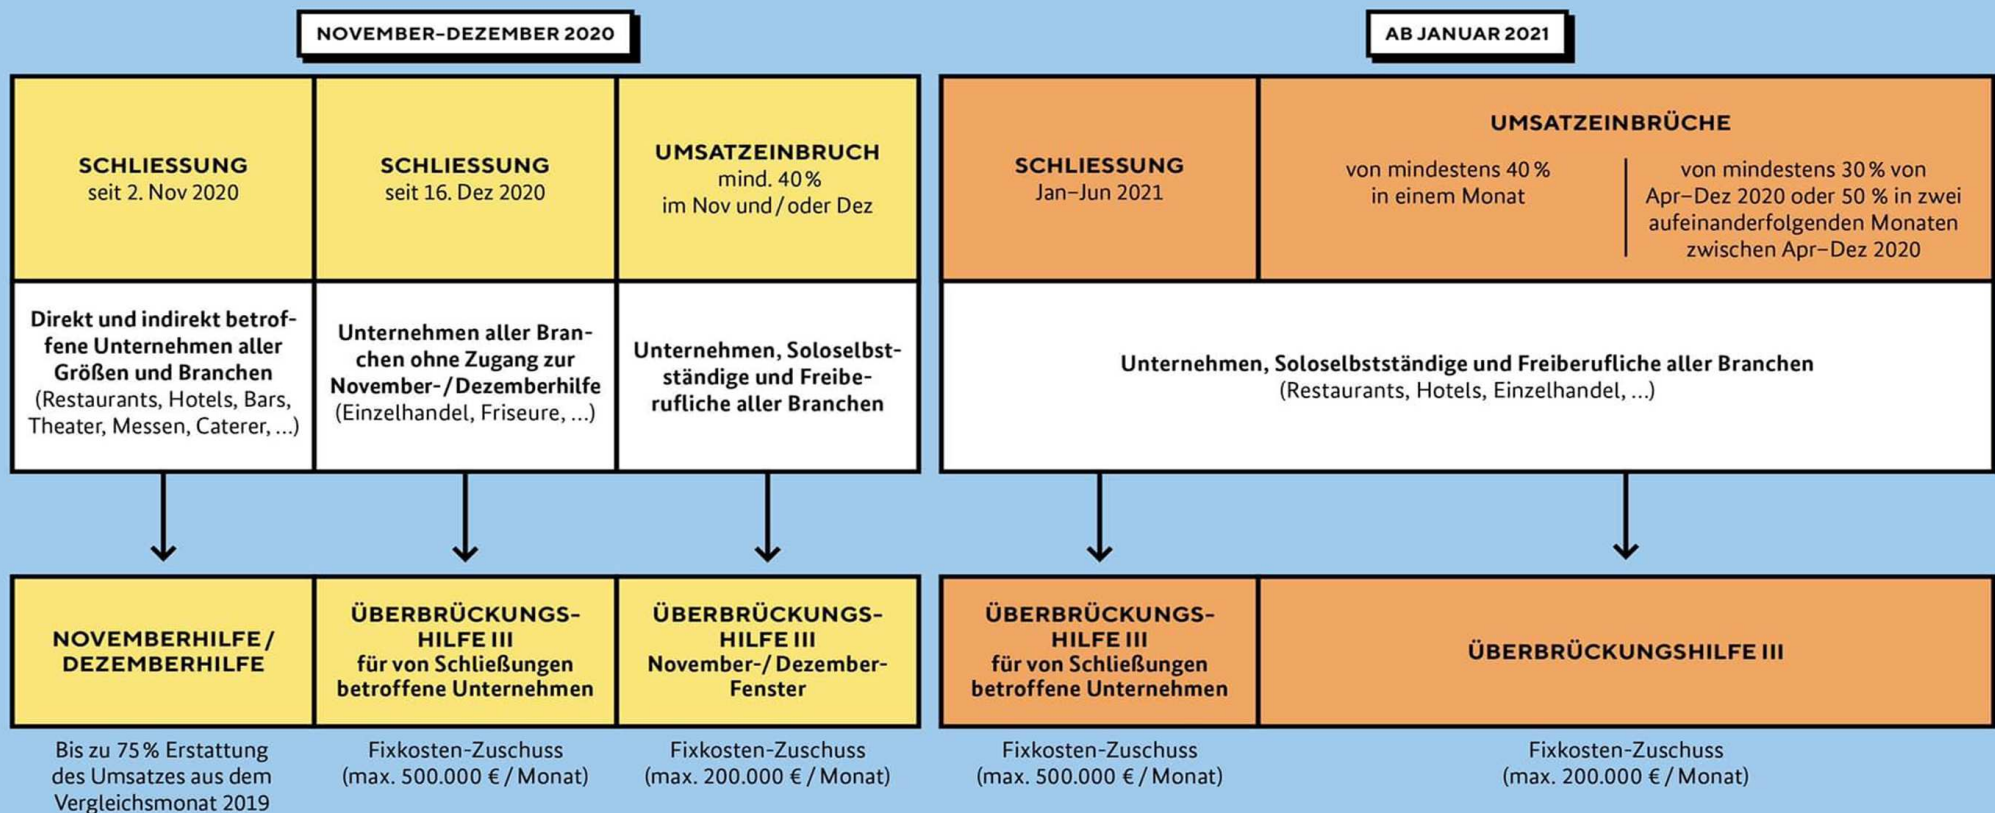 NOVEMBER–DEZEMBER 2020
SCHLIESSUNG
seit 2. Nov 2020
Direkt und indirekt betrof-
fene Unternehmen aller
Größen und Branchen
(Restaurants, Hotels, Bars,
Theater, Messen, Caterer, ...)
NOVEMBERHILFE/
DEZEMBERHILFE
Bis zu 75 % Erstattung
des Umsatzes aus dem
Vergleichsmonat 2019
SCHLIESSUNG
seit 16. Dez 2020
Unternehmen aller Bran-
chen ohne Zugang zur
November-/Dezemberhilfe
(Einzelhandel, Friseure, ...)
ÜBERBRÜCKUNGS-
HILFE III
für von Schließungen
betroffene Unternehmen
Fixkosten-Zuschuss
(max. 500.000 € / Monat)
UMSATZEINBRUCH
mind. 40 %
im Nov und / oder Dez
Unternehmen, Soloselbst-
ständige und Freibe-
rufliche aller Branchen
ÜBERBRÜCKUNGS-
HILFE III
November-/ Dezember-
Fenster
Fixkosten-Zuschuss
(max. 200.000 € / Monat)
AB JANUAR 2021
SCHLIESSUNG
Jan–Jun 2021
UMSATZEINBRÜCHE
von mindestens 40 %
in einem Monat
von mindestens 30 % von
Apr–Dez 2020 oder 50 % in zwei
aufeinanderfolgenden Monaten
zwischen Apr–Dez 2020
Unternehmen, Soloselbstständige und Freiberufliche aller Branchen
(Restaurants, Hotels, Einzelhandel, ...)
ÜBERBRÜCKUNGS-
HILFE III
für von Schließungen
betroffene Unternehmen
Fixkosten-Zuschuss
(max. 500.000 € / Monat)
ÜBERBRÜCKUNGSHILFE III
Fixkosten-Zuschuss
(max. 200.000 € / Monat)